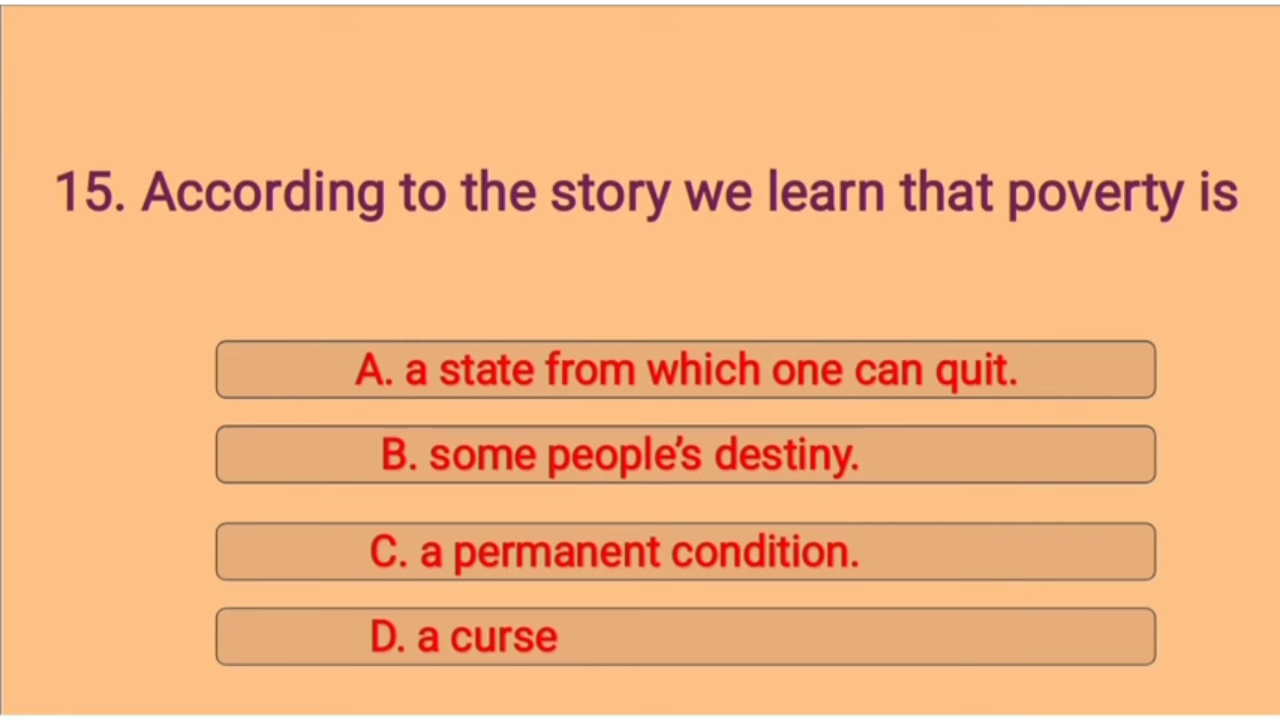 15. According to the story we learn that poverty is
A. a state from which one can quit.
B. some people’s destiny.
C. a permanent condition.
D. a curse